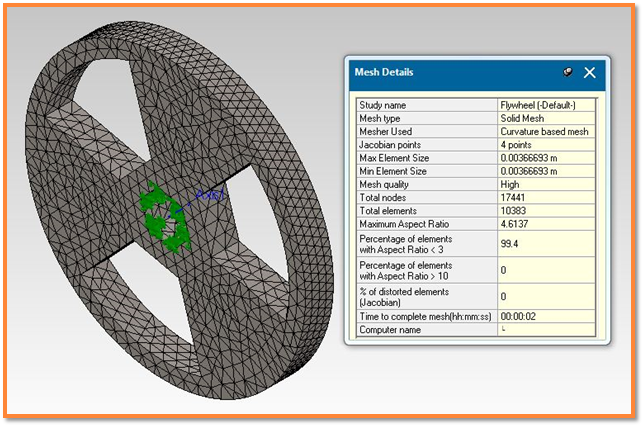 Mesh Details
Study name Flywheel (-Default-)
Mesh type Solid Mesh
Mesher Used Curvature based mesh
Jacobian points 4 points
Max Element Size 0.00366693 m
Min Element Size 0.00366693 m
Mesh quality High
Total nodes 17441
Total elements 10383
Maximum Aspect Ratio 4.6137
Percentage of elements
with Aspect Ratio < 3 99.4
Percentage of elements
with Aspect Ratio > 10 0
% of distorted elements
(Jacobian) 0
Time to complete mesh(hh:mm:ss) 00:00:02
Computer name
Axis1